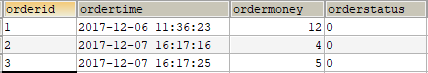 orderid ordertime ordermoney orderstatus
1 2017-12-06 11:36:23 12 0
2 2017-12-07 16:17:16 4 0
3 2017-12-07 16:17:25 5 0